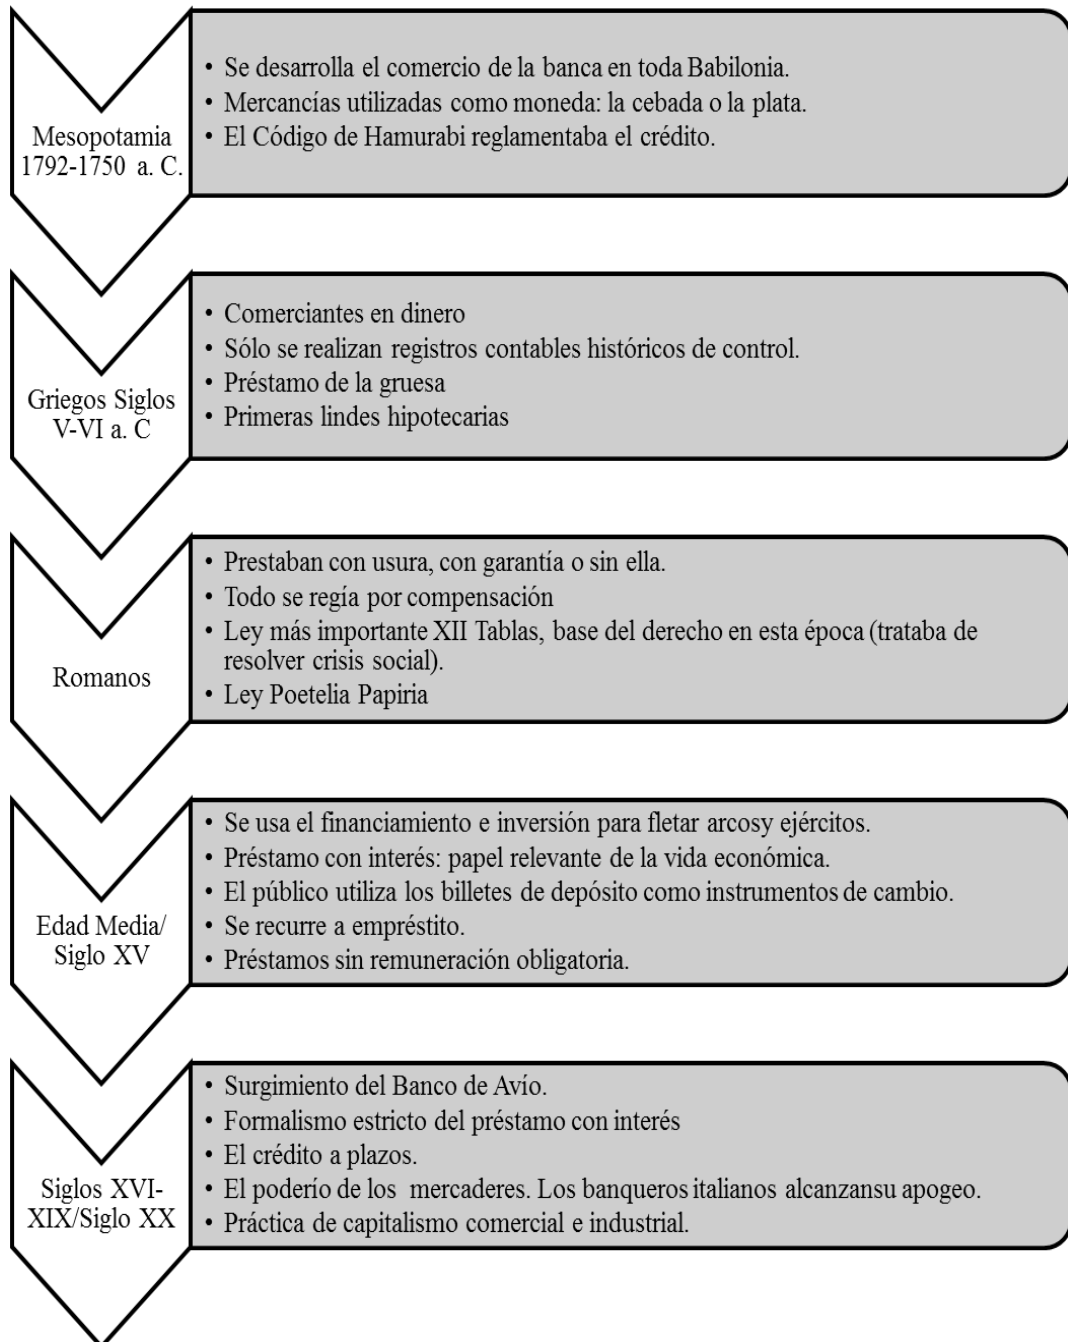 Mesopotamia
1792-1750 a. C.
• Se desarrolla el comercio de la banca en toda Babilonia.
• Mercancías utilizadas como moneda: la cebada o la plata.
• El Código de Hamurabi reglamentaba el crédito.
Griegos Siglos
V-VI a. C
• Comerciantes en dinero
• Sólo se realizan registros contables históricos de control.
• Préstamo de la gruesa
• Primeras lindes hipotecarias
Romanos
• Prestaban con usura, con garantía o sin ella.
• Todo se regía por compensación
• Ley más importante XII Tablas, base del derecho en esta época (trataba de
resolver crisis social).
• Ley Poetelia Papiria
Edad Media/
Siglo XV
• Se usa el financiamiento e inversión para fletar arcosy ejércitos.
• Préstamo con interés: papel relevante de la vida económica.
• El público utiliza los billetes de depósito como instrumentos de cambio.
• Se recurre a empréstito.
• Préstamos sin remuneración obligatoria.
Siglos XVI-
XIX/Siglo XX
• Surgimiento del Banco de Avío.
• Formalismo estricto del préstamo con interés
• El crédito a plazos.
• El poderío de los mercaderes. Los banqueros italianos alcanzansu apogeo.
• Práctica de capitalismo comercial e industrial.